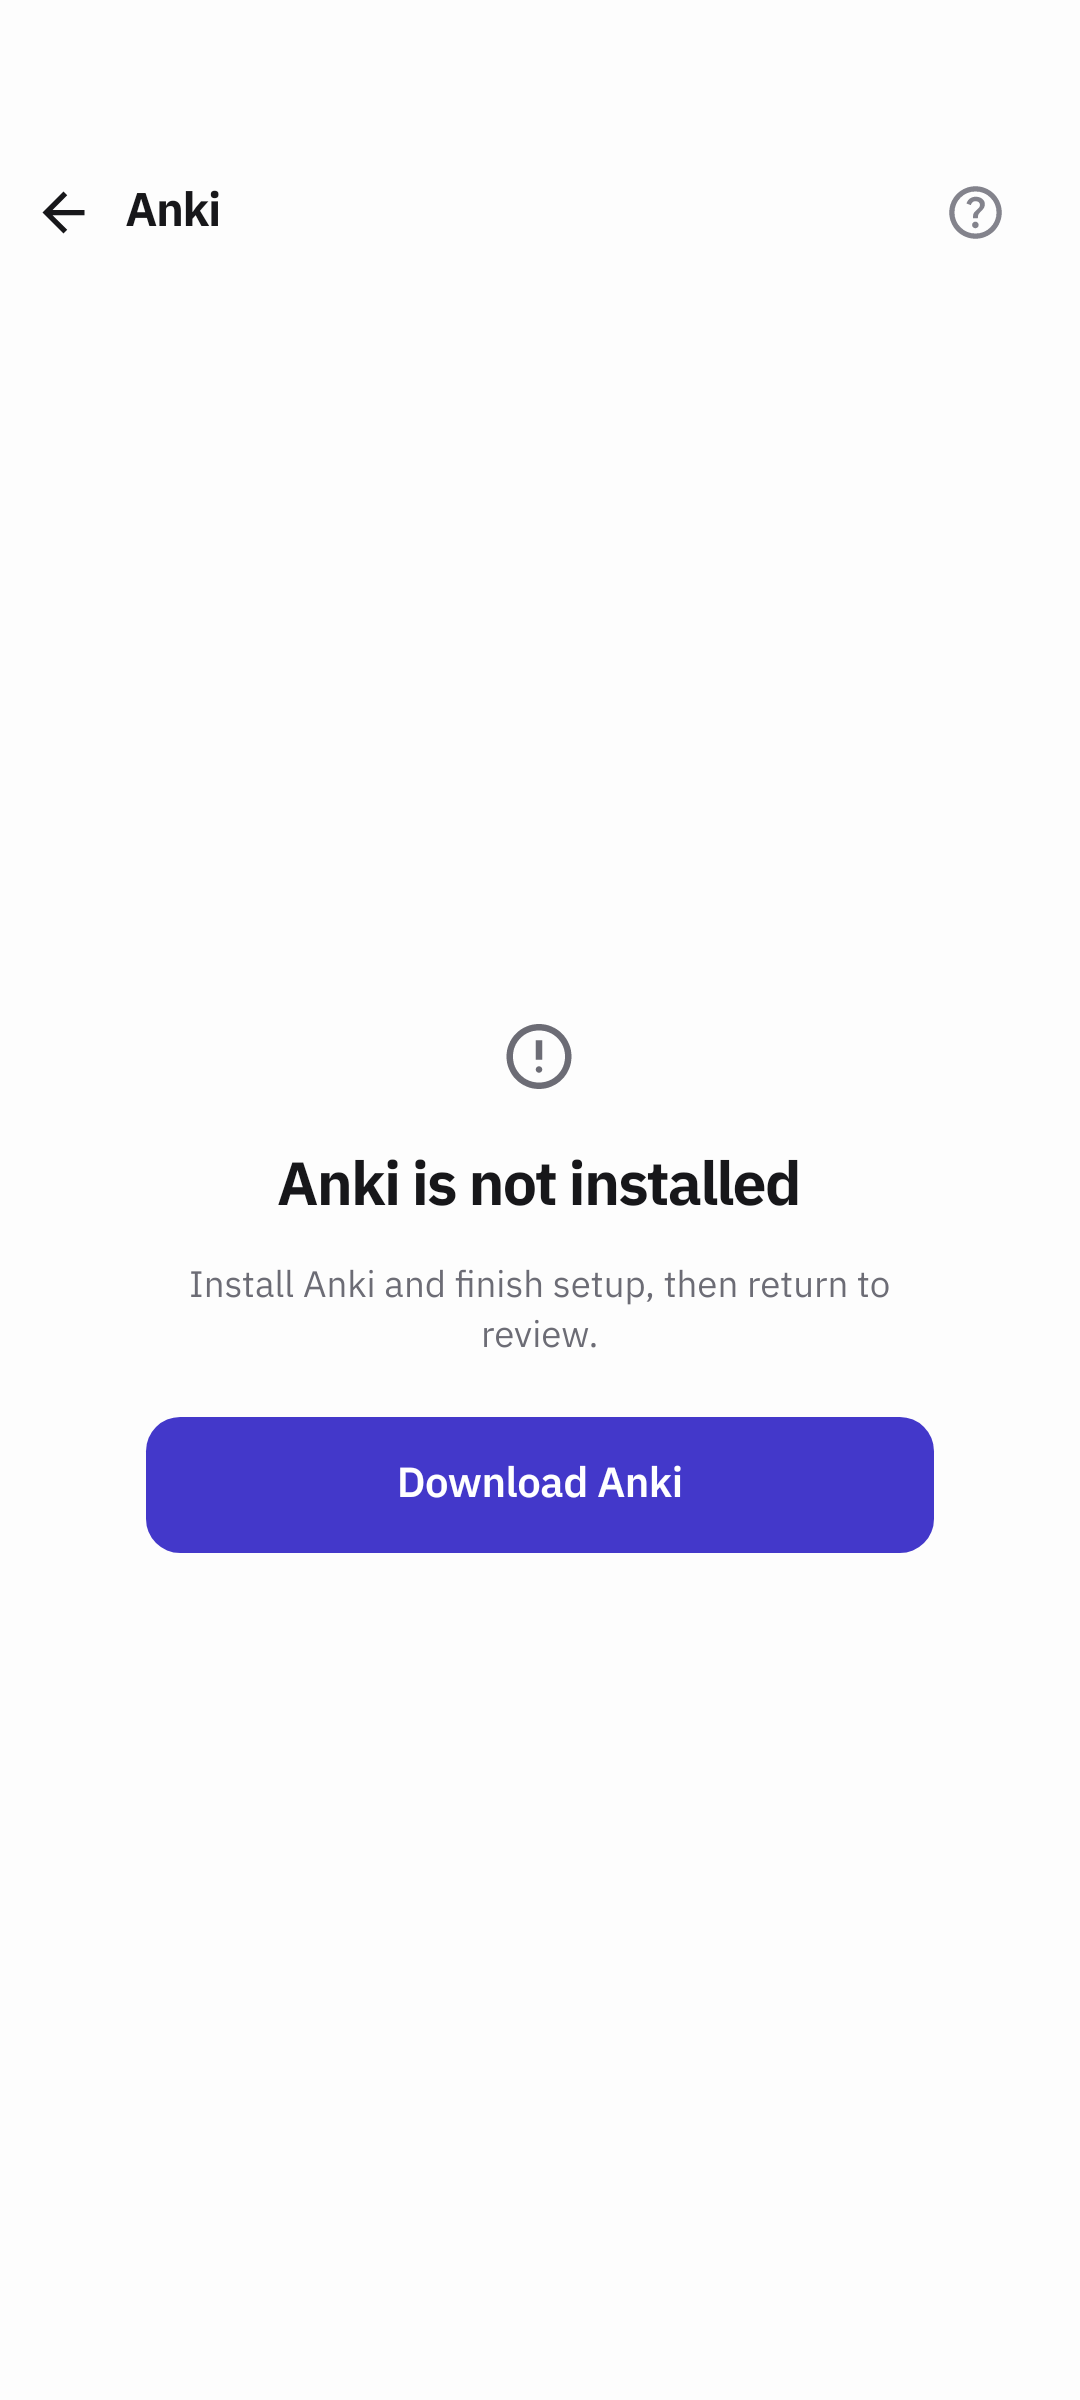 Anki
Anki is not installed
Install Anki and finish setup, then return to
review.
Download Anki